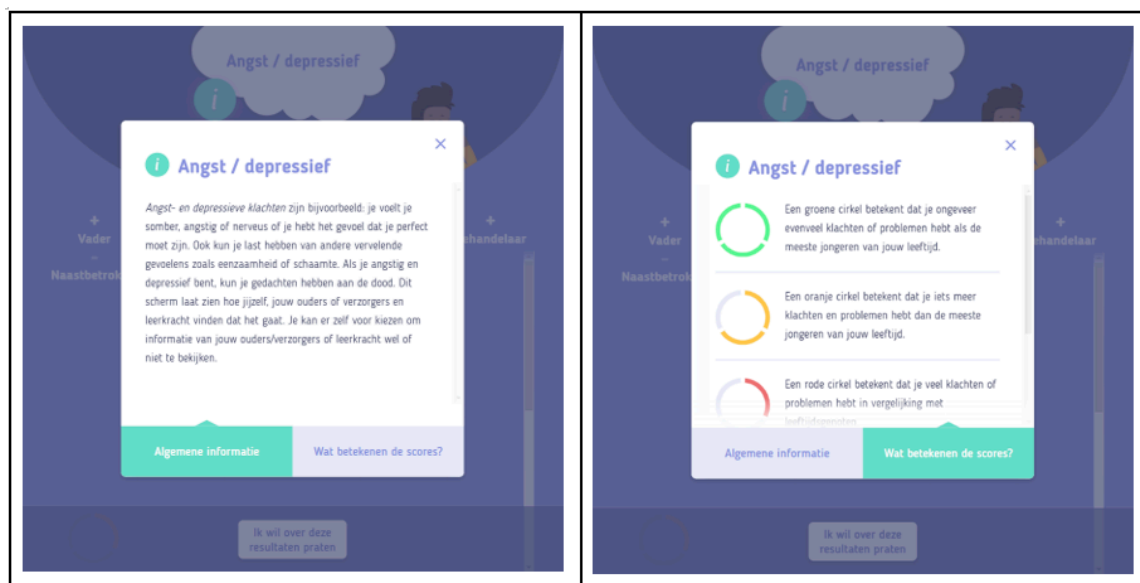 Angst / depressief
i
i Angst / depressief
×
Angst- en depressieve klachten zijn bijvoorbeeld: je voelt je
somber, angstig of nerveus of je hebt het gevoel dat je perfect
moet zijn. Ook kun je last hebben van andere vervelende
gevoelens zoals eenzaamheid of schaamte. Als je angstig en
depressief bent, kun je gedachten hebben aan de dood. Dit
scherm laat zien hoe jijzelf, jouw ouders of verzorgers en
leerkracht vinden dat het gaat. Je kan er zelf voor kiezen om
informatie van jouw ouders/verzorgers of leerkracht wel of
niet te bekijken.
Algemene informatie
Wat betekenen de scores?
+
Vader
–
Naastbetrok
+
ehandelaar
Ik wil over deze
resultaten praten
Angst / depressief
i
i Angst / depressief
×
Een groene cirkel betekent dat je ongeveer
evenveel klachten of problemen hebt als de
meeste jongeren van jouw leeftijd.
Een oranje cirkel betekent dat je iets meer
klachten en problemen hebt dan de meeste
jongeren van jouw leeftijd.
Een rode cirkel betekent dat je veel klachten of
problemen hebt in vergelijking met
leeftijdsgenoten.
Algemene informatie
Wat betekenen de scores?
+
Vader
–
Naastbetrok
+
ehandelaar
Ik wil over deze
resultaten praten